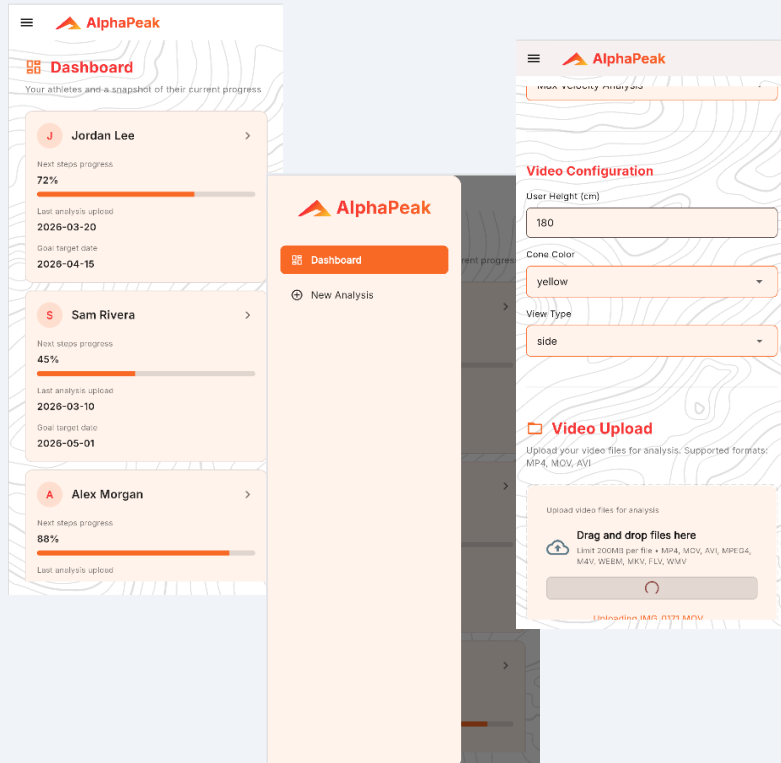 AlphaPeak
Dashboard
Your athletes and a snapshot of their current progress
J
Jordan Lee
Next steps progress
72%
Last analysis upload
2026-03-20
Goal target date
2026-04-15
S
Sam Rivera
Next steps progress
45%
Last analysis upload
2026-03-10
Goal target date
2026-05-01
A
Alex Morgan
Next steps progress
88%
Last analysis upload
AlphaPeak
Dashboard
New Analysis
rent progress
AlphaPeak
Max Velocity Analysis
Video Configuration
User Height (cm)
180
Cone Color
yellow
View Type
side
Video Upload
Upload your video files for analysis. Supported formats:
MP4, MOV, AVI
Upload video files for analysis
Drag and drop files here
Limit 200MB per file • MP4, MOV, AVI, MPEG4,
M4V, WEBM, MKV, FLV, WMV
Uploading IMG_0171.MOV